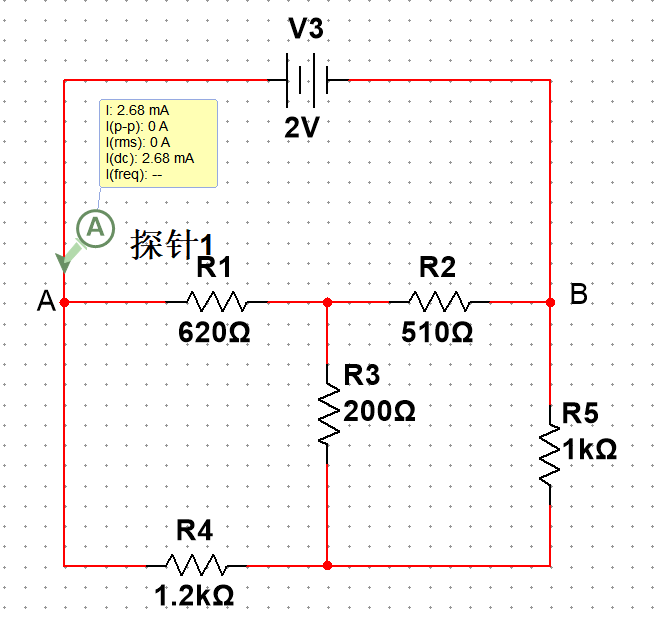 V3
2V
I: 2.68 mA
I(p-p): 0 A
I(rms): 0 A
I(dc): 2.68 mA
I(freq): --
A
探针1
R1
620Ω
R2
510Ω
A
B
R3
200Ω
R5
1kΩ
R4
1.2kΩ